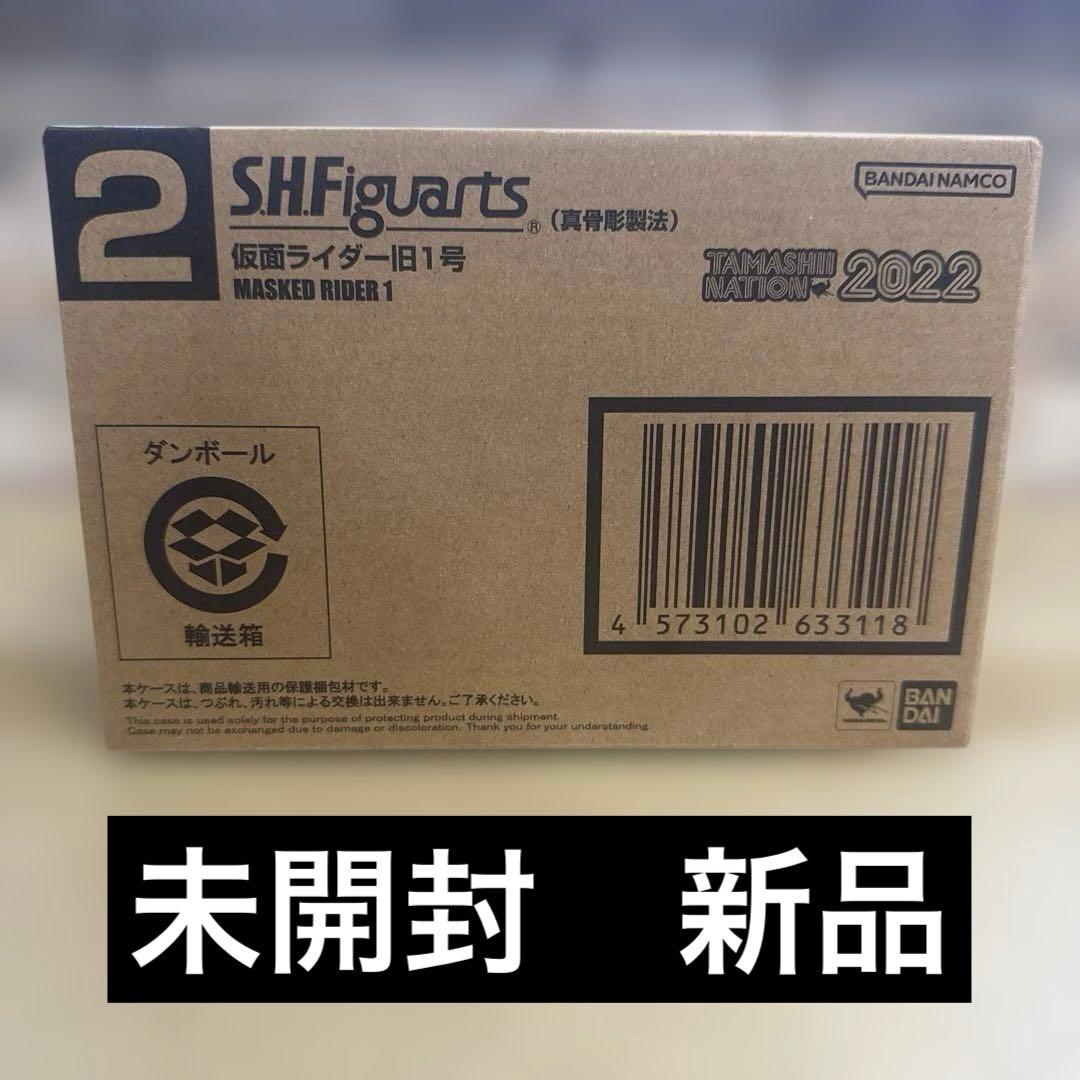 2
S.H.Figuarts® (真骨彫製法)
仮面ライダー旧1号
MASKED RIDER 1
BANDAI NAMCO
TAMASHII
NATION 2022
ダンボール
輸送箱
4 573102 633118
本ケースは、商品輸送用の保護梱包材です。
本ケースは、つぶれ、汚れ等による交換は出来ません。ご了承ください。
This case is used solely for the purpose of protecting product during shipment.
Case may not be exchanged due to damage or discoloration. Thank you for your understanding.
BAN
DAI
未開封 新品